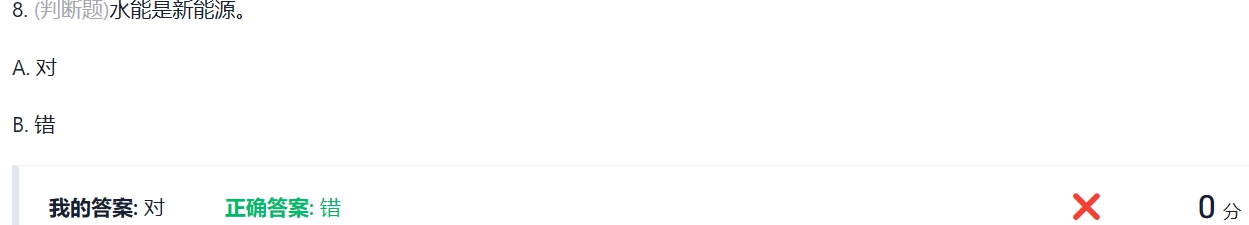 8. (判断题)水能是新能源。
A. 对
B. 错
我的答案: 对 正确答案: 错 0 分